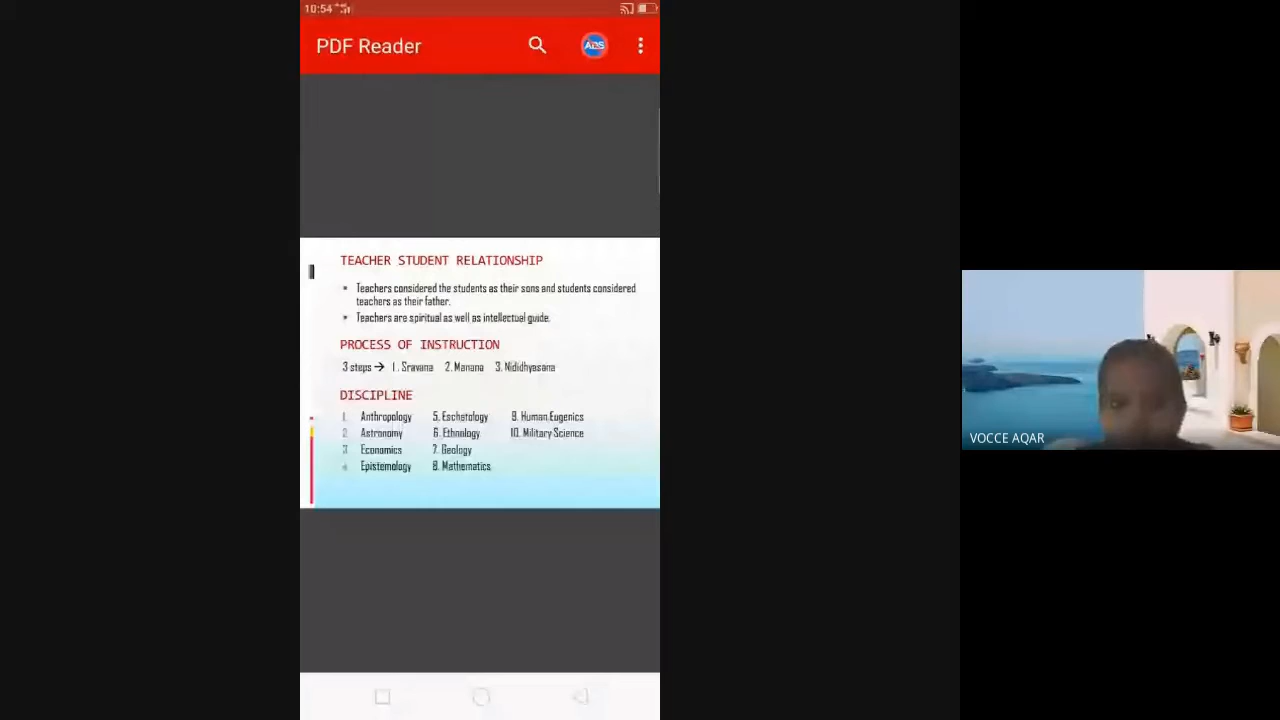 10:54
PDF Reader
ADS
TEACHER STUDENT RELATIONSHIP
Teachers considered the students as their sons and students considered
teachers as their father.
Teachers are spiritual as well as intellectual guide.
PROCESS OF INSTRUCTION
3 steps → 1. Sravana 2. Manana 3. Nididhyasana
DISCIPLINE
1. Anthropology 5. Eschatology 9. Human Eugenics
2. Astronomy 6. Ethnology 10. Military Science
3. Economics 7. Geology
4. Epistemology 8. Mathematics
VOCCE AQAR